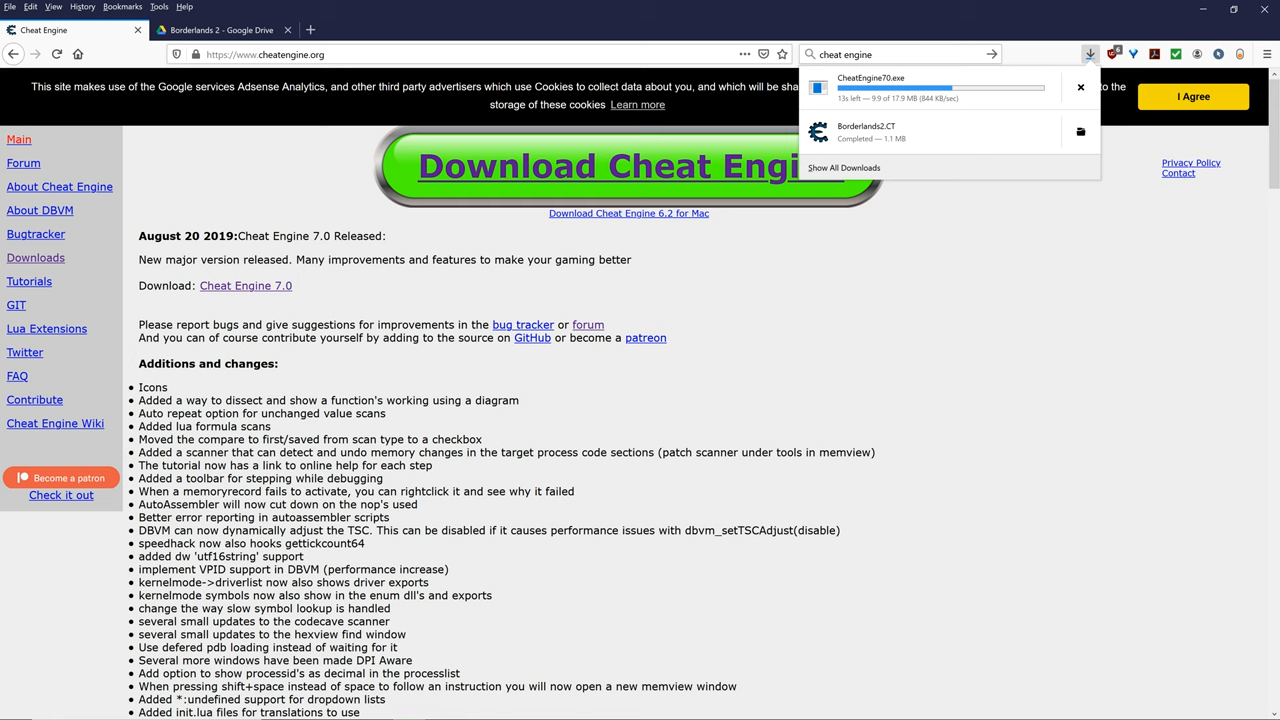 File Edit View History Bookmarks Tools Help
Cheat Engine
Borderlands 2 - Google Drive
https://www.cheatengine.org
cheat engine
6
This site makes use of the Google services Adsense Analytics, and other third party advertisers which use Cookies to collect data about you, and which will be sha
to the
storage of these cookies Learn more
I Agree
CheatEngine70.exe
13s left — 9.9 of 17.9 MB (844 KB/sec)
Borderlands2.CT
Completed — 1.1 MB
Show All Downloads
Main
Forum
About Cheat Engine
About DBVM
Bugtracker
Downloads
Tutorials
GIT
Lua Extensions
Twitter
FAQ
Contribute
Cheat Engine Wiki
Become a patron
Check it out
Download Cheat Engi
Download Cheat Engine 6.2 for Mac
Privacy Policy
Contact
August 20 2019:Cheat Engine 7.0 Released:
New major version released. Many improvements and features to make your gaming better
Download: Cheat Engine 7.0
Please report bugs and give suggestions for improvements in the bug tracker or forum
And you can of course contribute yourself by adding to the source on GitHub or become a patreon
Additions and changes:
• Icons
• Added a way to dissect and show a function's working using a diagram
• Auto repeat option for unchanged value scans
• Added lua formula scans
• Moved the compare to first/saved from scan type to a checkbox
• Added a scanner that can detect and undo memory changes in the target process code sections (patch scanner under tools in memview)
• The tutorial now has a link to online help for each step
• Added a toolbar for stepping while debugging
• When a memoryrecord fails to activate, you can rightclick it and see why it failed
• AutoAssembler will now cut down on the nop's used
• Better error reporting in autoassembler scripts
• DBVM can now dynamically adjust the TSC. This can be disabled if it causes performance issues with dbvm_setTSCAdjust(disable)
• speedhack now also hooks gettickcount64
• added dw 'utf16string' support
• implement VPID support in DBVM (performance increase)
• kernelmode->driverlist now also shows driver exports
• kernelmode symbols now also show in the enum dll's and exports
• change the way slow symbol lookup is handled
• several small updates to the codecave scanner
• several small updates to the hexview find window
• Use defered pdb loading instead of waiting for it
• Several more windows have been made DPI Aware
• Add option to show processid's as decimal in the processlist
• When pressing shift+space instead of space to follow an instruction you will now open a new memview window
• Added *:undefined support for dropdown lists
• Added init.lua files for translations to use